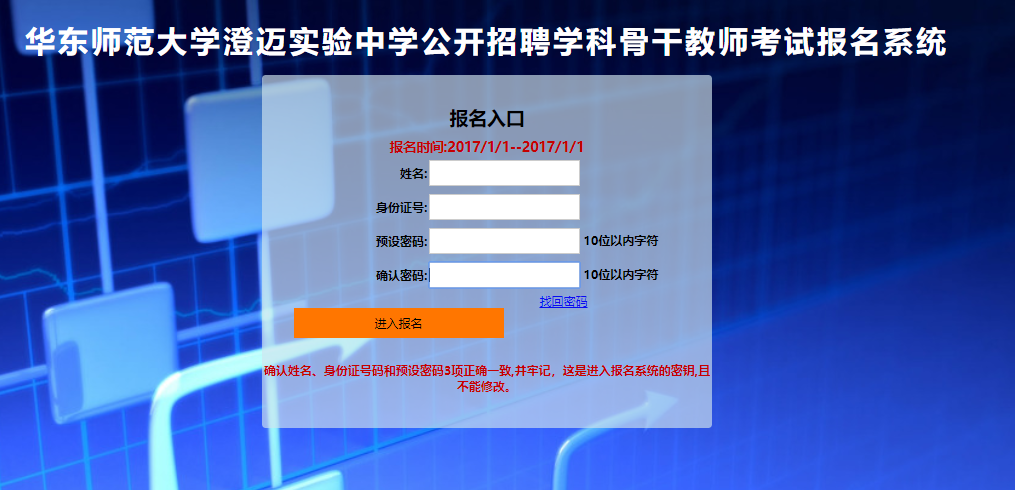 华东师范大学澄迈实验中学公开招聘学科骨干教师考试报名系统
报名入口
报名时间:2017/1/1--2017/1/1
姓名:
身份证号:
预设密码: 10位以内字符
确认密码: 10位以内字符
找回密码
进入报名
确认姓名、身份证号码和预设密码3项正确一致,并牢记，这是进入报名系统的密钥,且
不能修改。